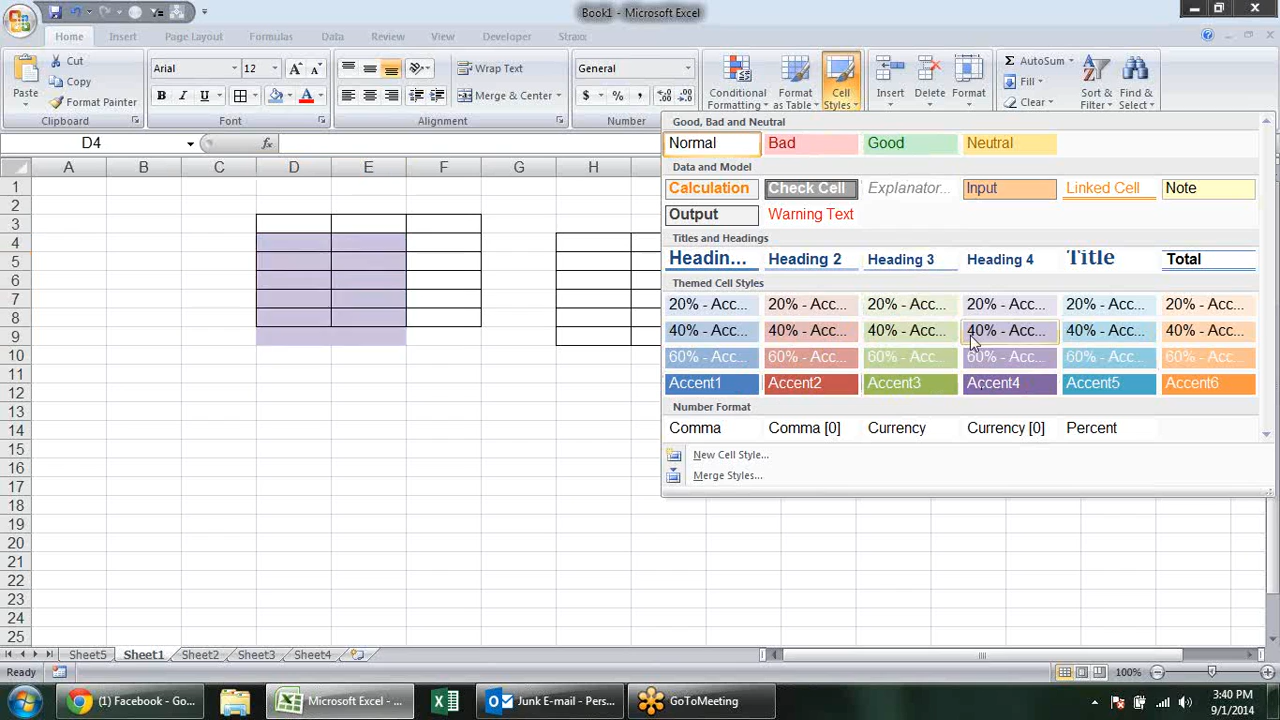 Book1 - Microsoft Excel
Home Insert Page Layout Formulas Data Review View Developer
Paste Cut Copy Format Painter
Arial 12 A A
B I U A
Wrap Text
Merge & Center
General
$ % ,
Conditional Formatting Format as Table Cell Styles
Insert Delete Format
Σ AutoSum Fill Clear
Sort & Filter Find & Select
Clipboard Font Alignment Number
D4 fx
A B C D E F G H
1
2
3
4
5
6
7
8
9
10
11
12
13
14
15
16
17
18
19
20
21
22
23
24
25
Good, Bad and Neutral
Normal Bad Good Neutral
Data and Model
Calculation Check Cell Explanator... Input Linked Cell Note
Output Warning Text
Titles and Headings
Headin... Heading 2 Heading 3 Heading 4 Title Total
Themed Cell Styles
20% - Acc... 20% - Acc... 20% - Acc... 20% - Acc... 20% - Acc... 20% - Acc...
40% - Acc... 40% - Acc... 40% - Acc... 40% - Acc... 40% - Acc... 40% - Acc...
60% - Acc... 60% - Acc... 60% - Acc... 60% - Acc... 60% - Acc... 60% - Acc...
Accent1 Accent2 Accent3 Accent4 Accent5 Accent6
Number Format
Comma Comma [0] Currency Currency [0] Percent
New Cell Style...
Merge Styles...
Sheet5 Sheet1 Sheet2 Sheet3 Sheet4
Ready 100%
(1) Facebook - Go... Microsoft Excel - ... Junk E-mail - Pers... GoToMeeting
3:40 PM
9/1/2014